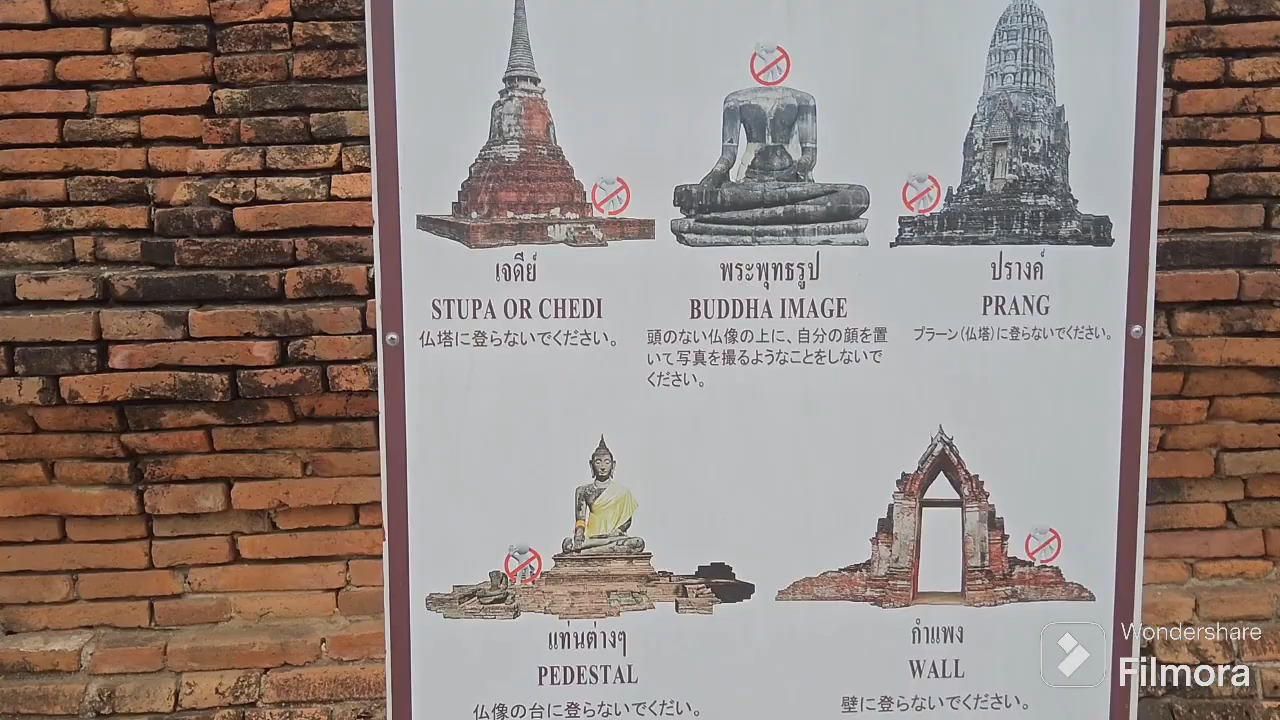 เจดีย์
STUPA OR CHEDI
仏塔に登らないでください。
พระพุทธรูป
BUDDHA IMAGE
頭のない仏像の上に、自分の顔を置
いて写真を撮るようなことをしないで
ください。
ปรางค์
PRANG
プラーン(仏塔)に登らないでください。
แท่นต่างๆ
PEDESTAL
仏像の台に登らないでくだい。
กำแพง
WALL
壁に登らないでください。
Wondershare
Filmora